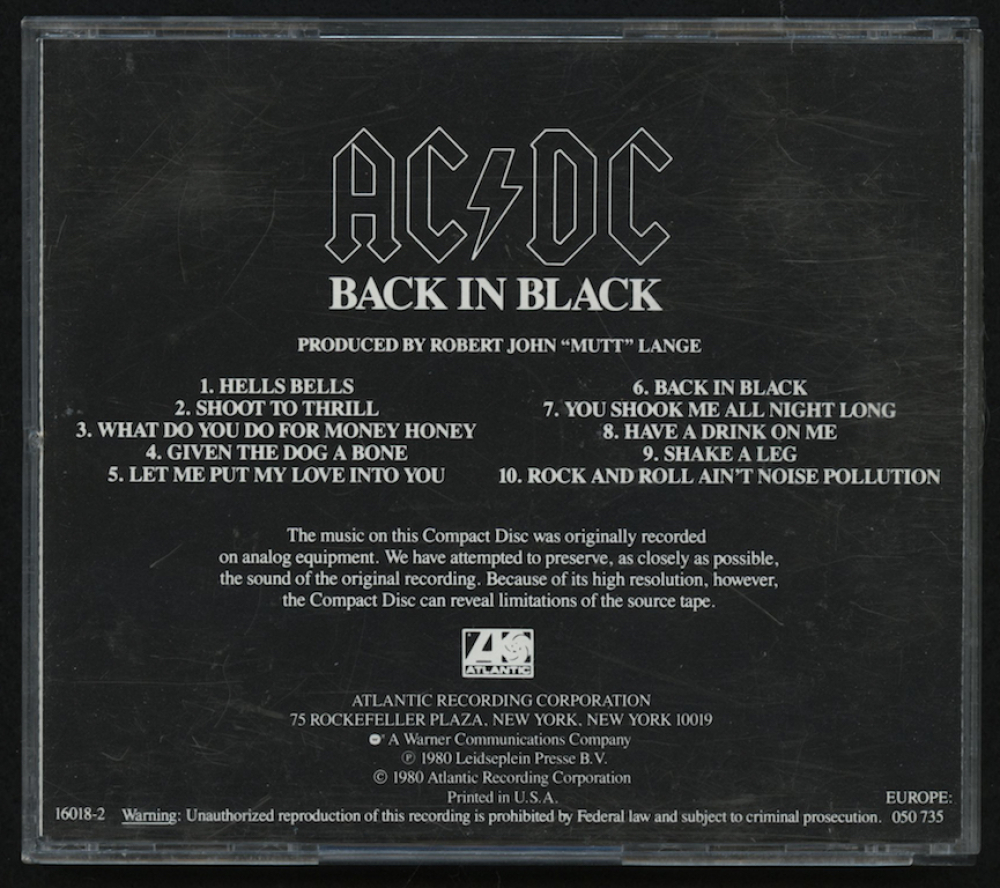 AC DC
BACK IN BLACK
PRODUCED BY ROBERT JOHN “MUTT” LANGE
1. HELLS BELLS
2. SHOOT TO THRILL
3. WHAT DO YOU DO FOR MONEY HONEY
4. GIVEN THE DOG A BONE
5. LET ME PUT MY LOVE INTO YOU
6. BACK IN BLACK
7. YOU SHOOK ME ALL NIGHT LONG
8. HAVE A DRINK ON ME
9. SHAKE A LEG
10. ROCK AND ROLL AIN’T NOISE POLLUTION
The music on this Compact Disc was originally recorded
on analog equipment. We have attempted to preserve, as closely as possible,
the sound of the original recording. Because of its high resolution, however,
the Compact Disc can reveal limitations of the source tape.
ATLANTIC
ATLANTIC RECORDING CORPORATION
75 ROCKEFELLER PLAZA, NEW YORK, NEW YORK 10019
A Warner Communications Company
℗ 1980 Leidseplein Presse B.V.
© 1980 Atlantic Recording Corporation
Printed in U.S.A.
EUROPE:
16018-2 Warning: Unauthorized reproduction of this recording is prohibited by Federal law and subject to criminal prosecution. 050 735